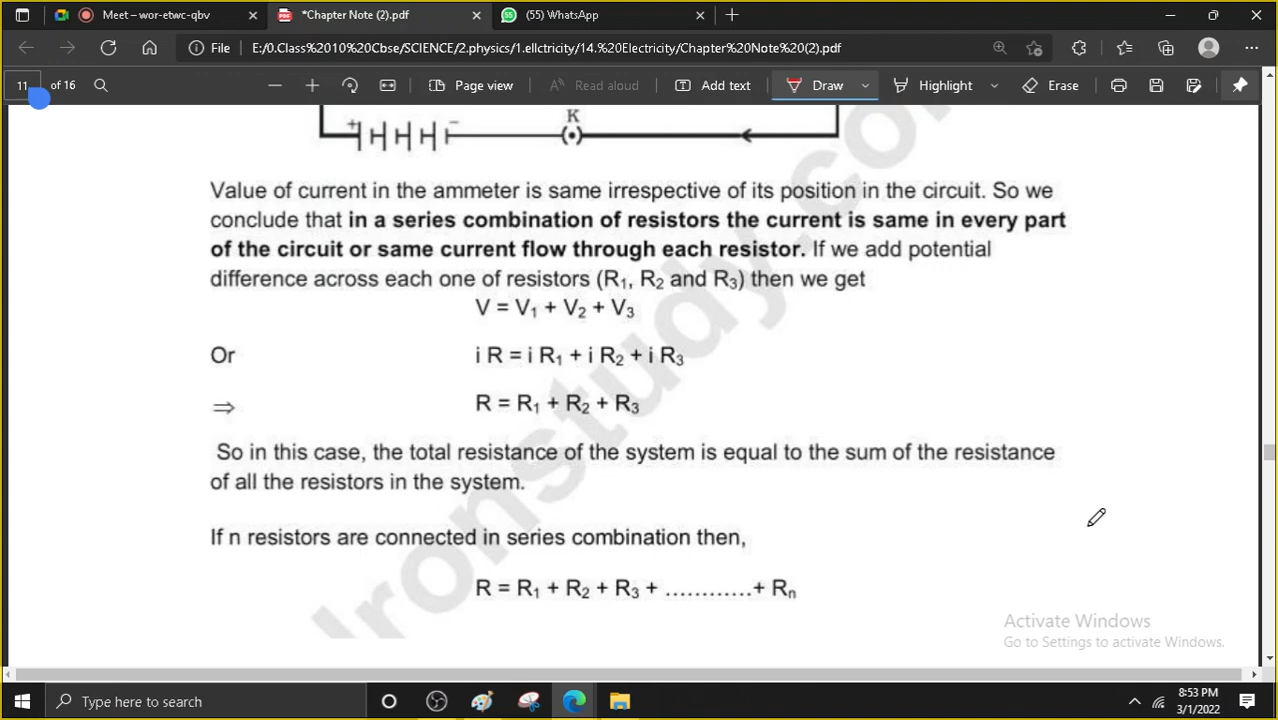 Meet – wor-etwc-qbv
*Chapter Note (2).pdf
(55) WhatsApp
File E:/0.Class%2010%20Cbse/SCIENCE/2.physics/1.ellctricity/14.%20Electricity/Chapter%20Note%20(2).pdf
11 of 16 Page view Read aloud Add text Draw Highlight Erase
+ − K
Value of current in the ammeter is same irrespective of its position in the circuit. So we
conclude that in a series combination of resistors the current is same in every part
of the circuit or same current flow through each resistor. If we add potential
difference across each one of resistors (R₁, R₂ and R₃) then we get
V = V₁ + V₂ + V₃
Or i R = i R₁ + i R₂ + i R₃
⇒ R = R₁ + R₂ + R₃
So in this case, the total resistance of the system is equal to the sum of the resistance
of all the resistors in the system.
If n resistors are connected in series combination then,
R = R₁ + R₂ + R₃ + ............+ Rₙ
Activate Windows
Go to Settings to activate Windows.
Type here to search
8:53 PM
3/1/2022